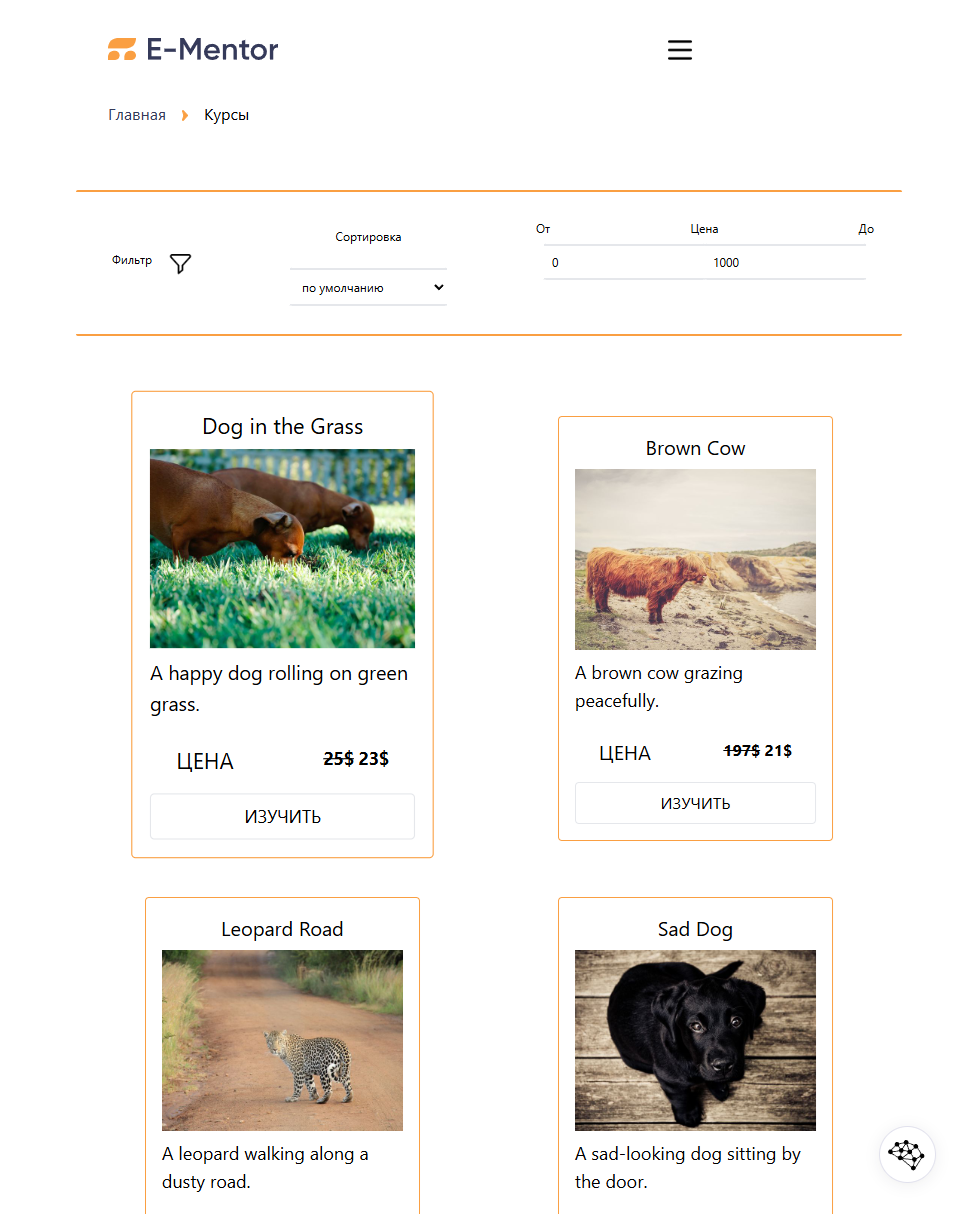 E-Mentor
Главная
Курсы
Фильтр
Сортировка
по умолчанию
От
Цена
До
0
1000
Dog in the Grass
A happy dog rolling on green
grass.
ЦЕНА
25$ 23$
ИЗУЧИТЬ
Brown Cow
A brown cow grazing
peacefully.
ЦЕНА
197$ 21$
ИЗУЧИТЬ
Leopard Road
A leopard walking along a
dusty road.
Sad Dog
A sad-looking dog sitting by
the door.